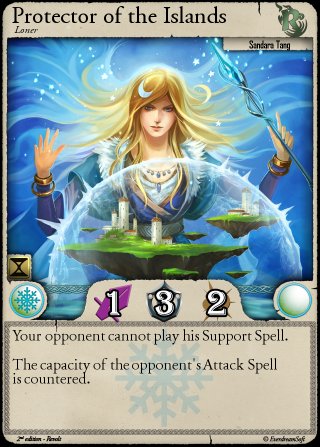 Protector of the Islands
Loner
Sandara Tang
1 3 2
Your opponent cannot play his Support Spell.
The capacity of the opponent's Attack Spell
is countered.
2nd edition - Revolt
© EverdreamSoft